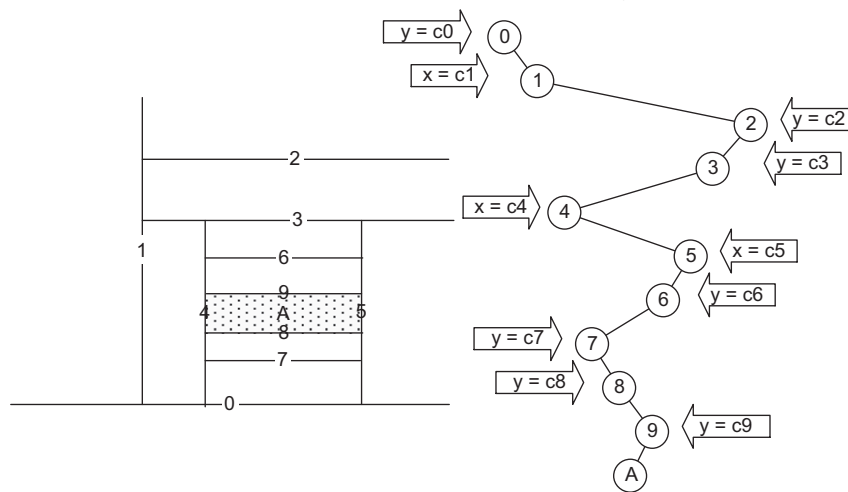 y = c0
0
x = c1
1
2
y = c2
3
y = c3
x = c4
4
5
x = c5
6
y = c6
y = c7
7
y = c8
8
9
y = c9
A
2
3
1
6
9
4
A
5
8
7
0